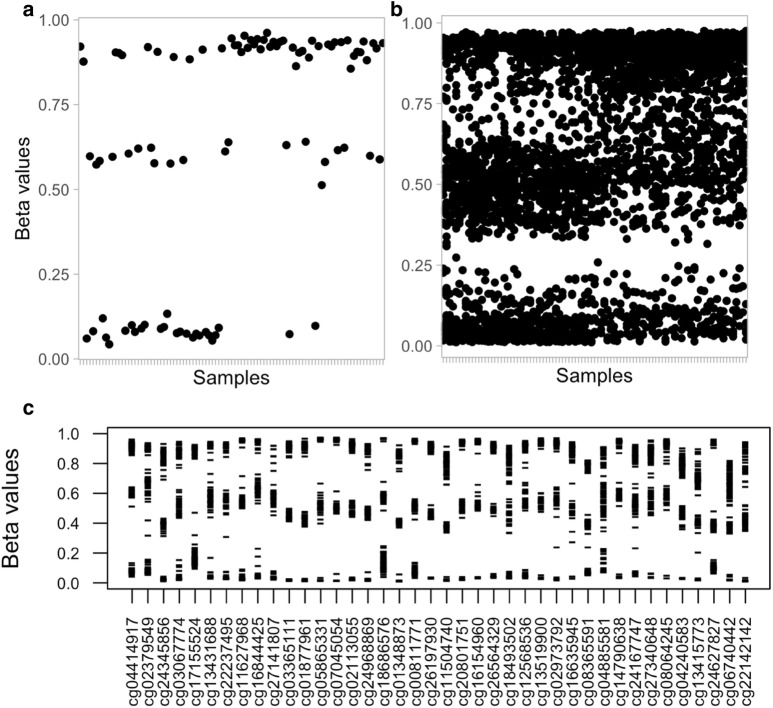 a
1.00
0.75
0.50
0.25
0.00
Beta values
Samples
b
1.00
0.75
0.50
0.25
0.00
Samples
c
1.0
0.8
0.6
0.4
0.2
0.0
Beta values
cg04414917
cg02379549
cg24345856
cg03067774
cg17155524
cg13431688
cg22237495
cg11627968
cg16844425
cg27141807
cg03365111
cg01877961
cg05865331
cg07045054
cg02113055
cg24968869
cg01348873
cg18686576
cg00811771
cg26197930
cg11504740
cg20801751
cg16154960
cg26564329
cg18493502
cg12568536
cg13519900
cg02973792
cg16635945
cg08365591
cg04885581
cg14790638
cg24167747
cg27340648
cg08064245
cg04240583
cg13415773
cg24627827
cg06740442
cg22142142